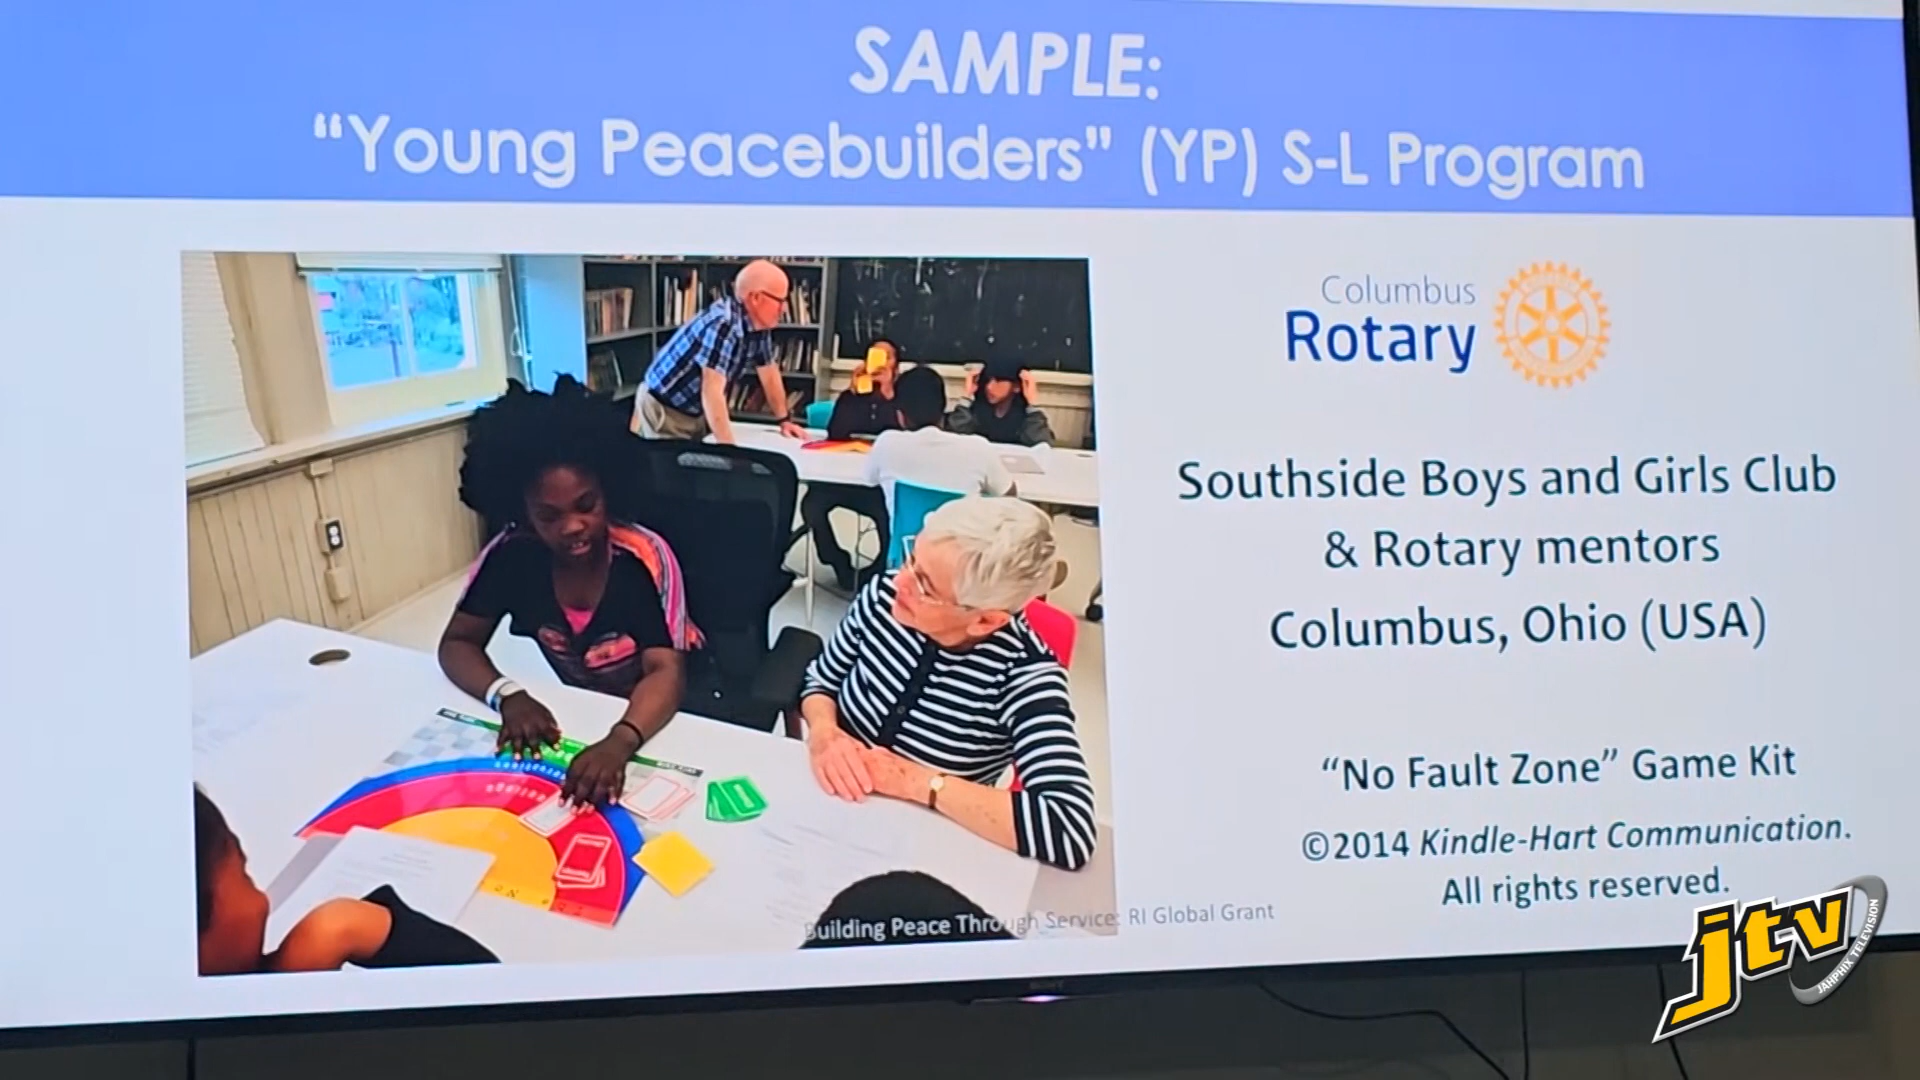 SAMPLE:
“Young Peacebuilders” (YP) S-L Program
Columbus
Rotary
Southside Boys and Girls Club
& Rotary mentors
Columbus, Ohio (USA)
“No Fault Zone” Game Kit
©2014 Kindle-Hart Communication.
All rights reserved.
Building Peace Through Service: RI Global Grant
jtv
JAHPHIX TELEVISION